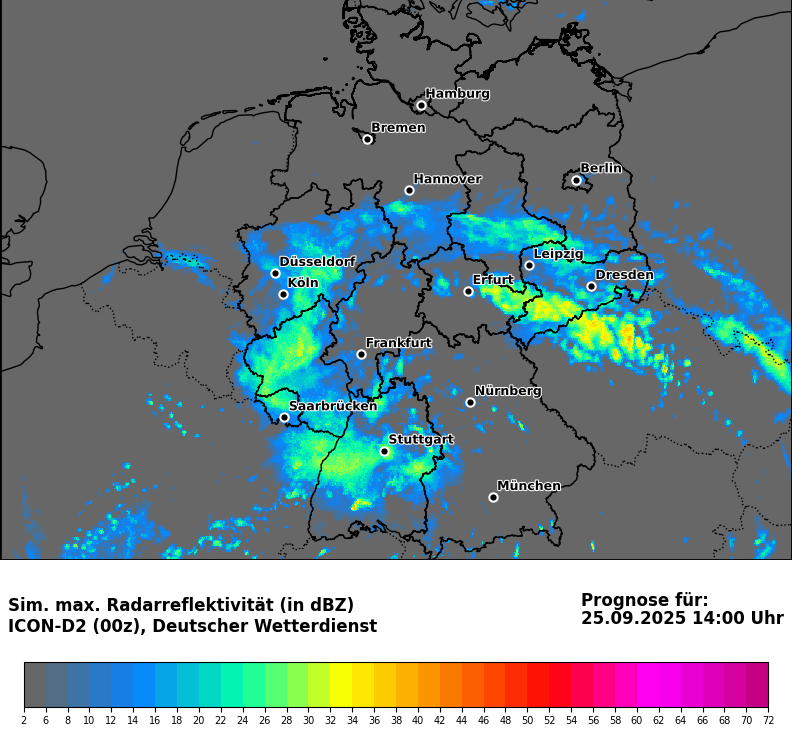 Hamburg
Bremen
Berlin
Hannover
Leipzig
Düsseldorf
Dresden
Köln
Erfurt
Frankfurt
Nürnberg
Saarbrücken
Stuttgart
München
Sim. max. Radarreflektivität (in dBZ)
ICON-D2 (00z), Deutscher Wetterdienst
Prognose für:
25.09.2025 14:00 Uhr
2 6 8 10 12 14 16 18 20 22 24 26 28 30 32 34 36 38 40 42 44 46 48 50 52 54 56 58 60 62 64 66 68 70 72